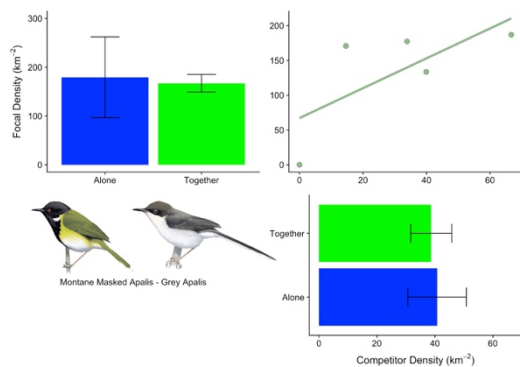 300
200
100
0
Focal Density (km⁻²)
Alone
Together
200
150
100
50
0
0
20
40
60
Montane Masked Apalis - Grey Apalis
Together
Alone
0
20
40
60
Competitor Density (km⁻²)